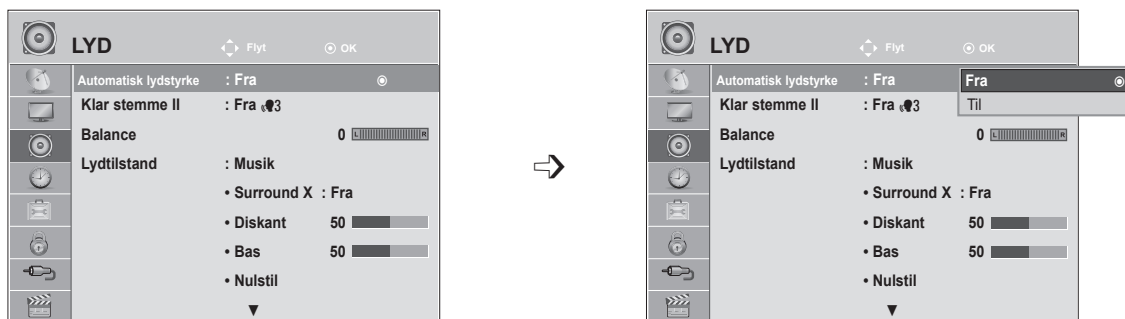 LYD Flyt OK
Automatisk lydstyrke : Fra
Klar stemme II : Fra 3
Balance 0 L R
Lydtilstand : Musik
• Surround X : Fra
• Diskant 50
• Bas 50
• Nulstil
▼
LYD Flyt OK
Automatisk lydstyrke : Fra
Fra
Til
Klar stemme II : Fra 3
Balance 0 L R
Lydtilstand : Musik
• Surround X : Fra
• Diskant 50
• Bas 50
• Nulstil
▼